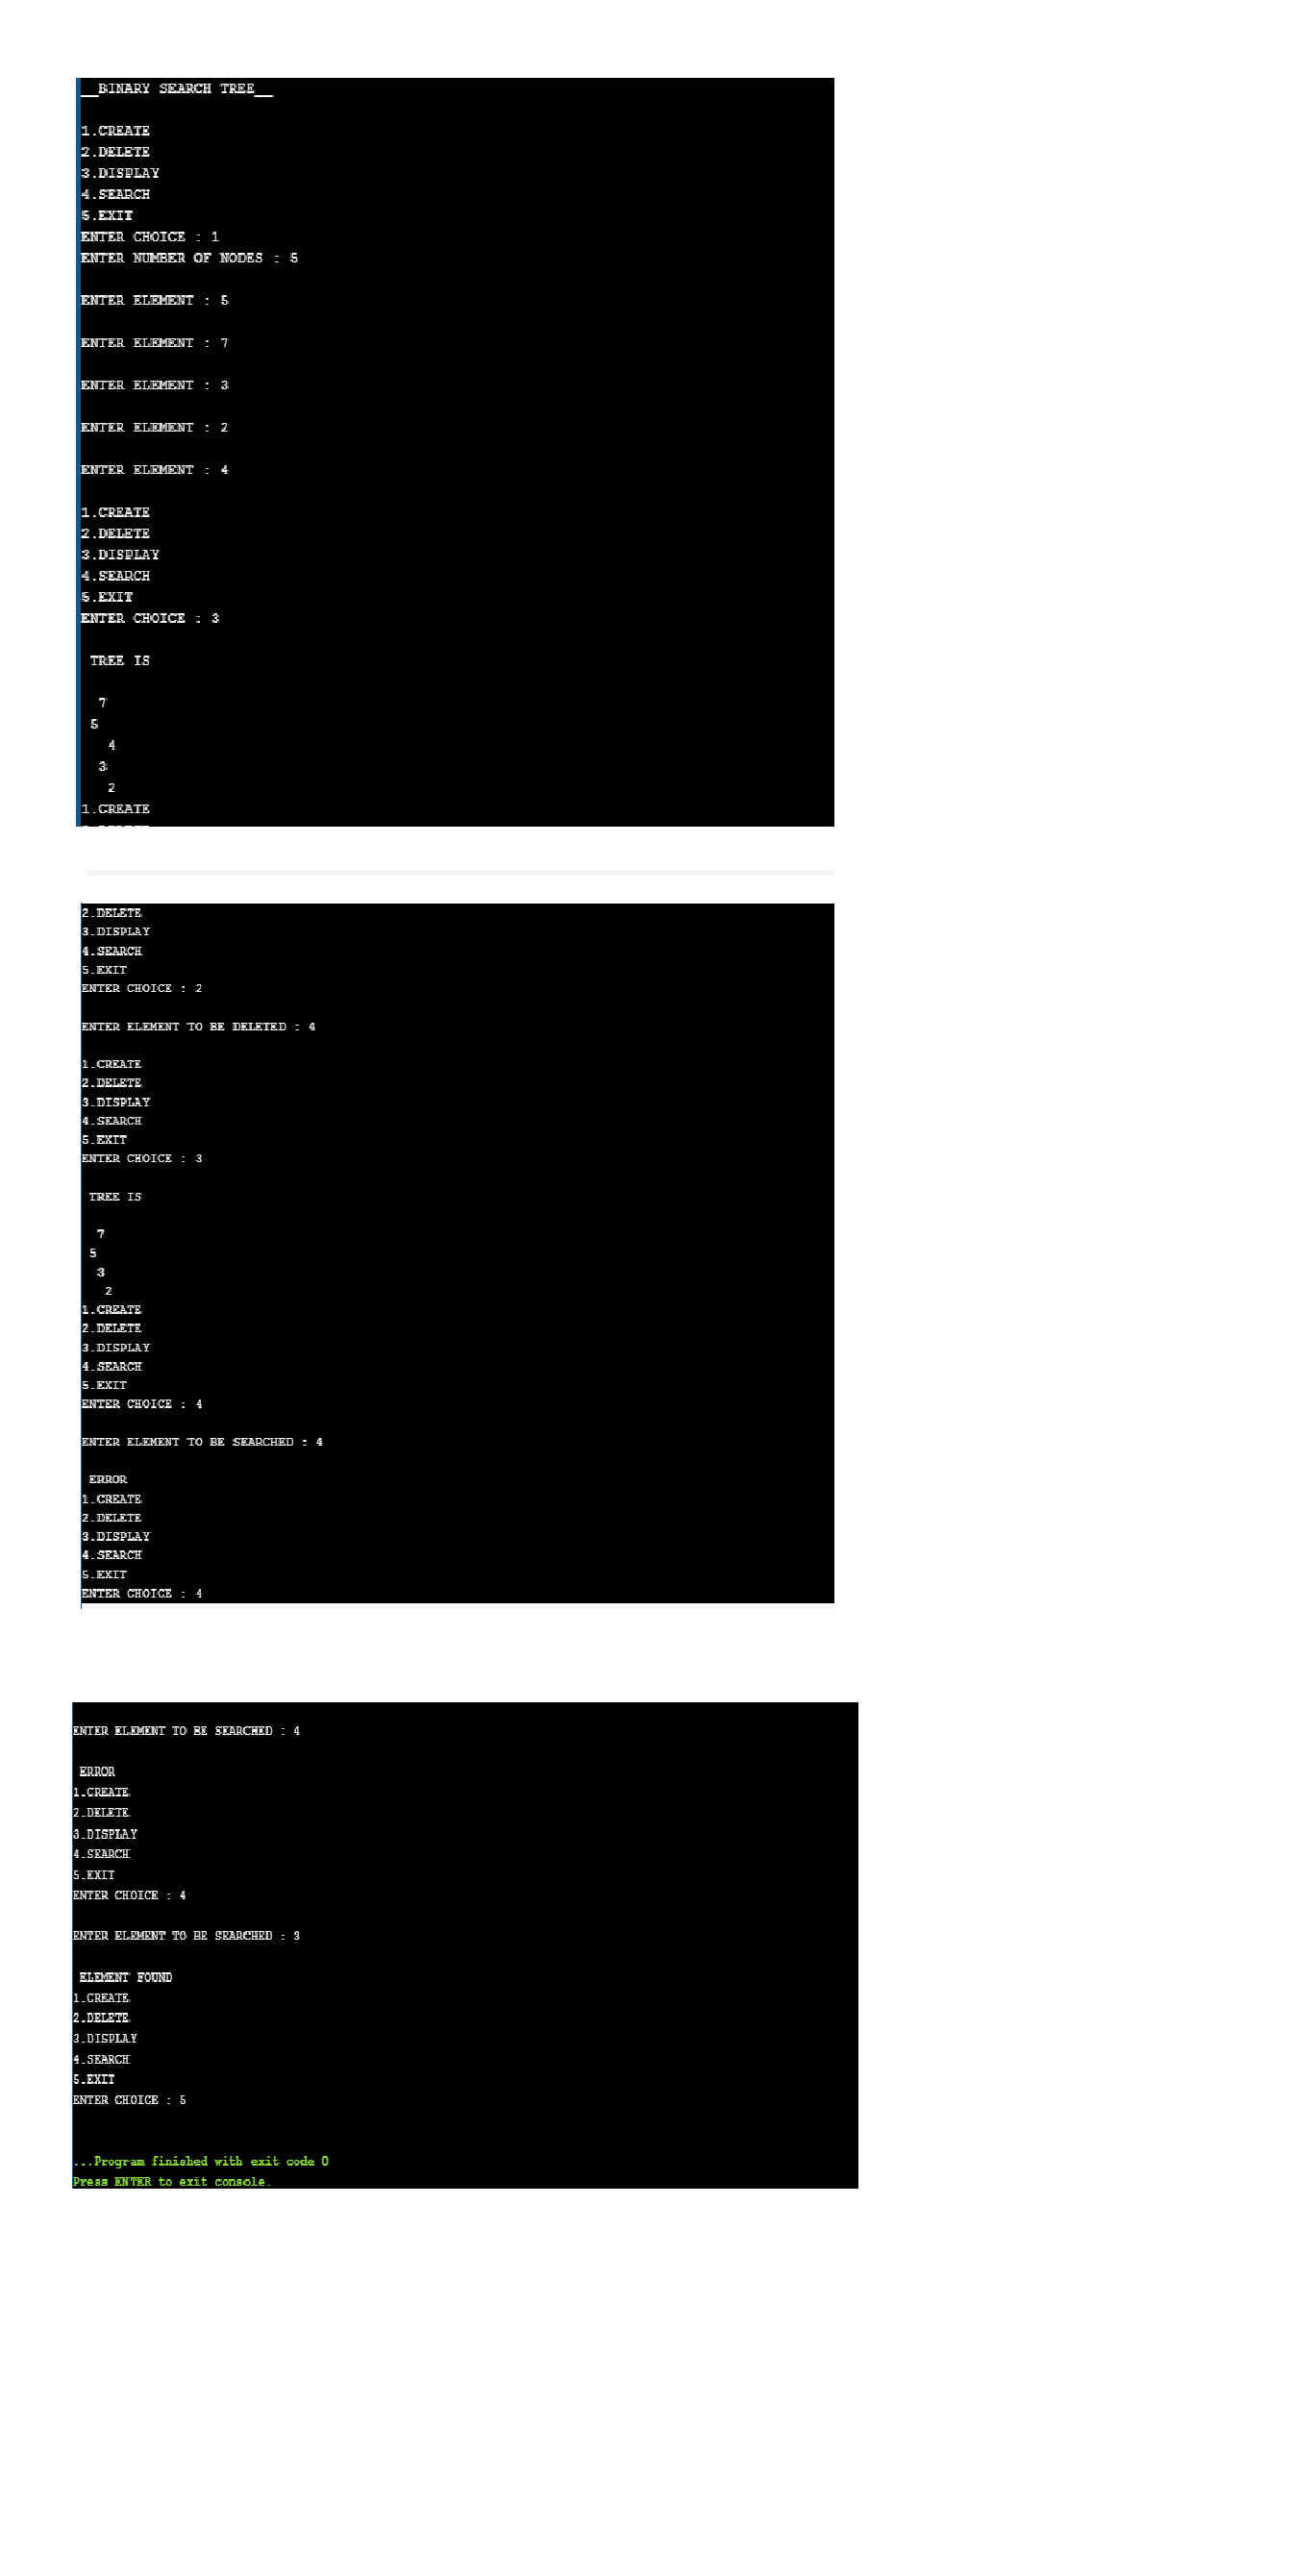 __BINARY SEARCH TREE__
1.CREATE
2.DELETE
3.DISPLAY
4.SEARCH
5.EXIT
ENTER CHOICE : 1
ENTER NUMBER OF NODES : 5
ENTER ELEMENT : 5
ENTER ELEMENT : 7
ENTER ELEMENT : 3
ENTER ELEMENT : 2
ENTER ELEMENT : 4
1.CREATE
2.DELETE
3.DISPLAY
4.SEARCH
5.EXIT
ENTER CHOICE : 3
TREE IS
7
5
4
3
2
1.CREATE
2.DELETE
3.DISPLAY
4.SEARCH
5.EXIT
ENTER CHOICE : 2
ENTER ELEMENT TO BE DELETED : 4
1.CREATE
2.DELETE
3.DISPLAY
4.SEARCH
5.EXIT
ENTER CHOICE : 3
TREE IS
7
5
3
2
1.CREATE
2.DELETE
3.DISPLAY
4.SEARCH
5.EXIT
ENTER CHOICE : 4
ENTER ELEMENT TO BE SEARCHED : 4
ERROR
1.CREATE
2.DELETE
3.DISPLAY
4.SEARCH
5.EXIT
ENTER CHOICE : 4
ENTER ELEMENT TO BE SEARCHED : 4
ERROR
1.CREATE
2.DELETE
3.DISPLAY
4.SEARCH
5.EXIT
ENTER CHOICE : 4
ENTER ELEMENT TO BE SEARCHED : 3
ELEMENT FOUND
1.CREATE
2.DELETE
3.DISPLAY
4.SEARCH
5.EXIT
ENTER CHOICE : 5
...Program finished with exit code 0
Press ENTER to exit console.